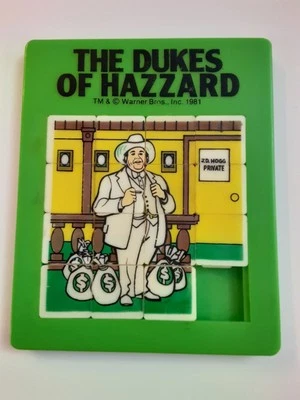 THE DUKES
OF HAZZARD
TM & © Warner Bros., Inc. 1981
J.D. HOGG
PRIVATE
$ $ $ $